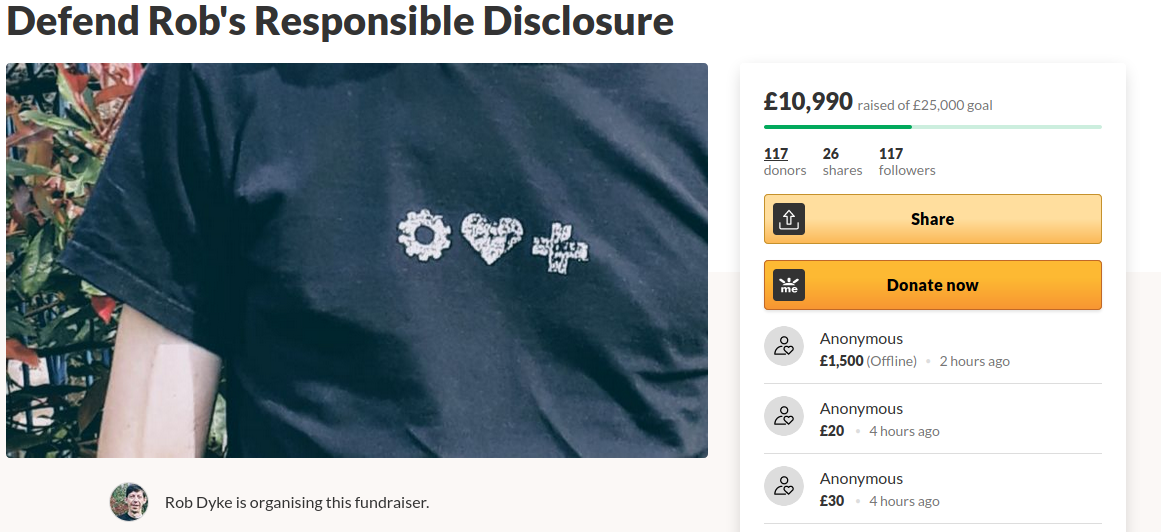 Defend Rob's Responsible Disclosure
£10,990 raised of £25,000 goal
117 26 117
donors shares followers
Share
me Donate now
Anonymous
£1,500 (Offline) • 2 hours ago
Anonymous
£20 • 4 hours ago
Anonymous
£30 • 4 hours ago
Rob Dyke is organising this fundraiser.